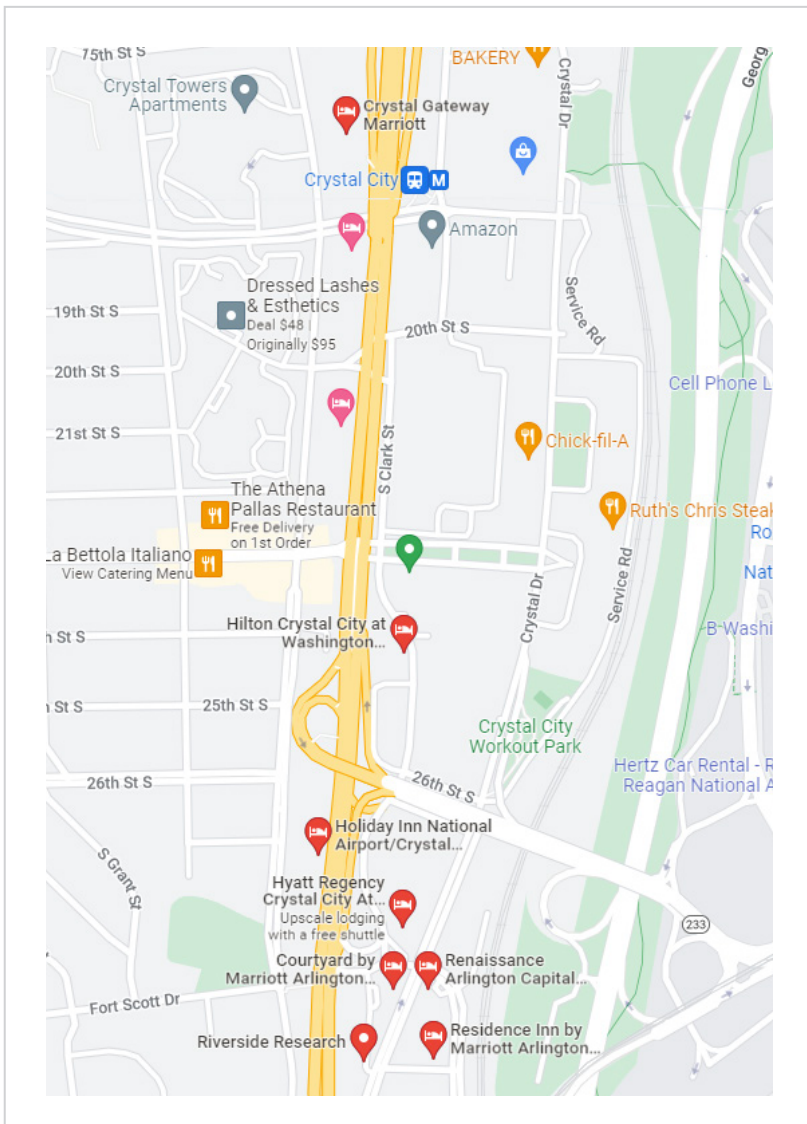 15th St S
BAKERY
Georg
Crystal Dr
Crystal Towers
Apartments
Crystal Gateway
Marriott
Crystal City
M
Amazon
Dressed Lashes
& Esthetics
Deal $48
Originally $95
19th St S
Service Rd
20th St S
20th St S
Cell Phone L
21st St S
S Clark St
Chick-fil-A
The Athena
Pallas Restaurant
Free Delivery
on 1st Order
Ruth's Chris Steak
Ro
La Bettola Italiano
View Catering Menu
Nat
Service Rd
Crystal Dr
Hilton Crystal City at
Washington...
h St S
B Washi
h St S
25th St S
Crystal City
Workout Park
26th St S
26th St S
Hertz Car Rental - R
Reagan National A
Holiday Inn National
Airport/Crystal...
S Grant St
Hyatt Regency
Crystal City At...
Upscale lodging
with a free shuttle
233
Courtyard by
Marriott Arlington...
Renaissance
Arlington Capital...
Fort Scott Dr
Riverside Research
Residence Inn by
Marriott Arlington...